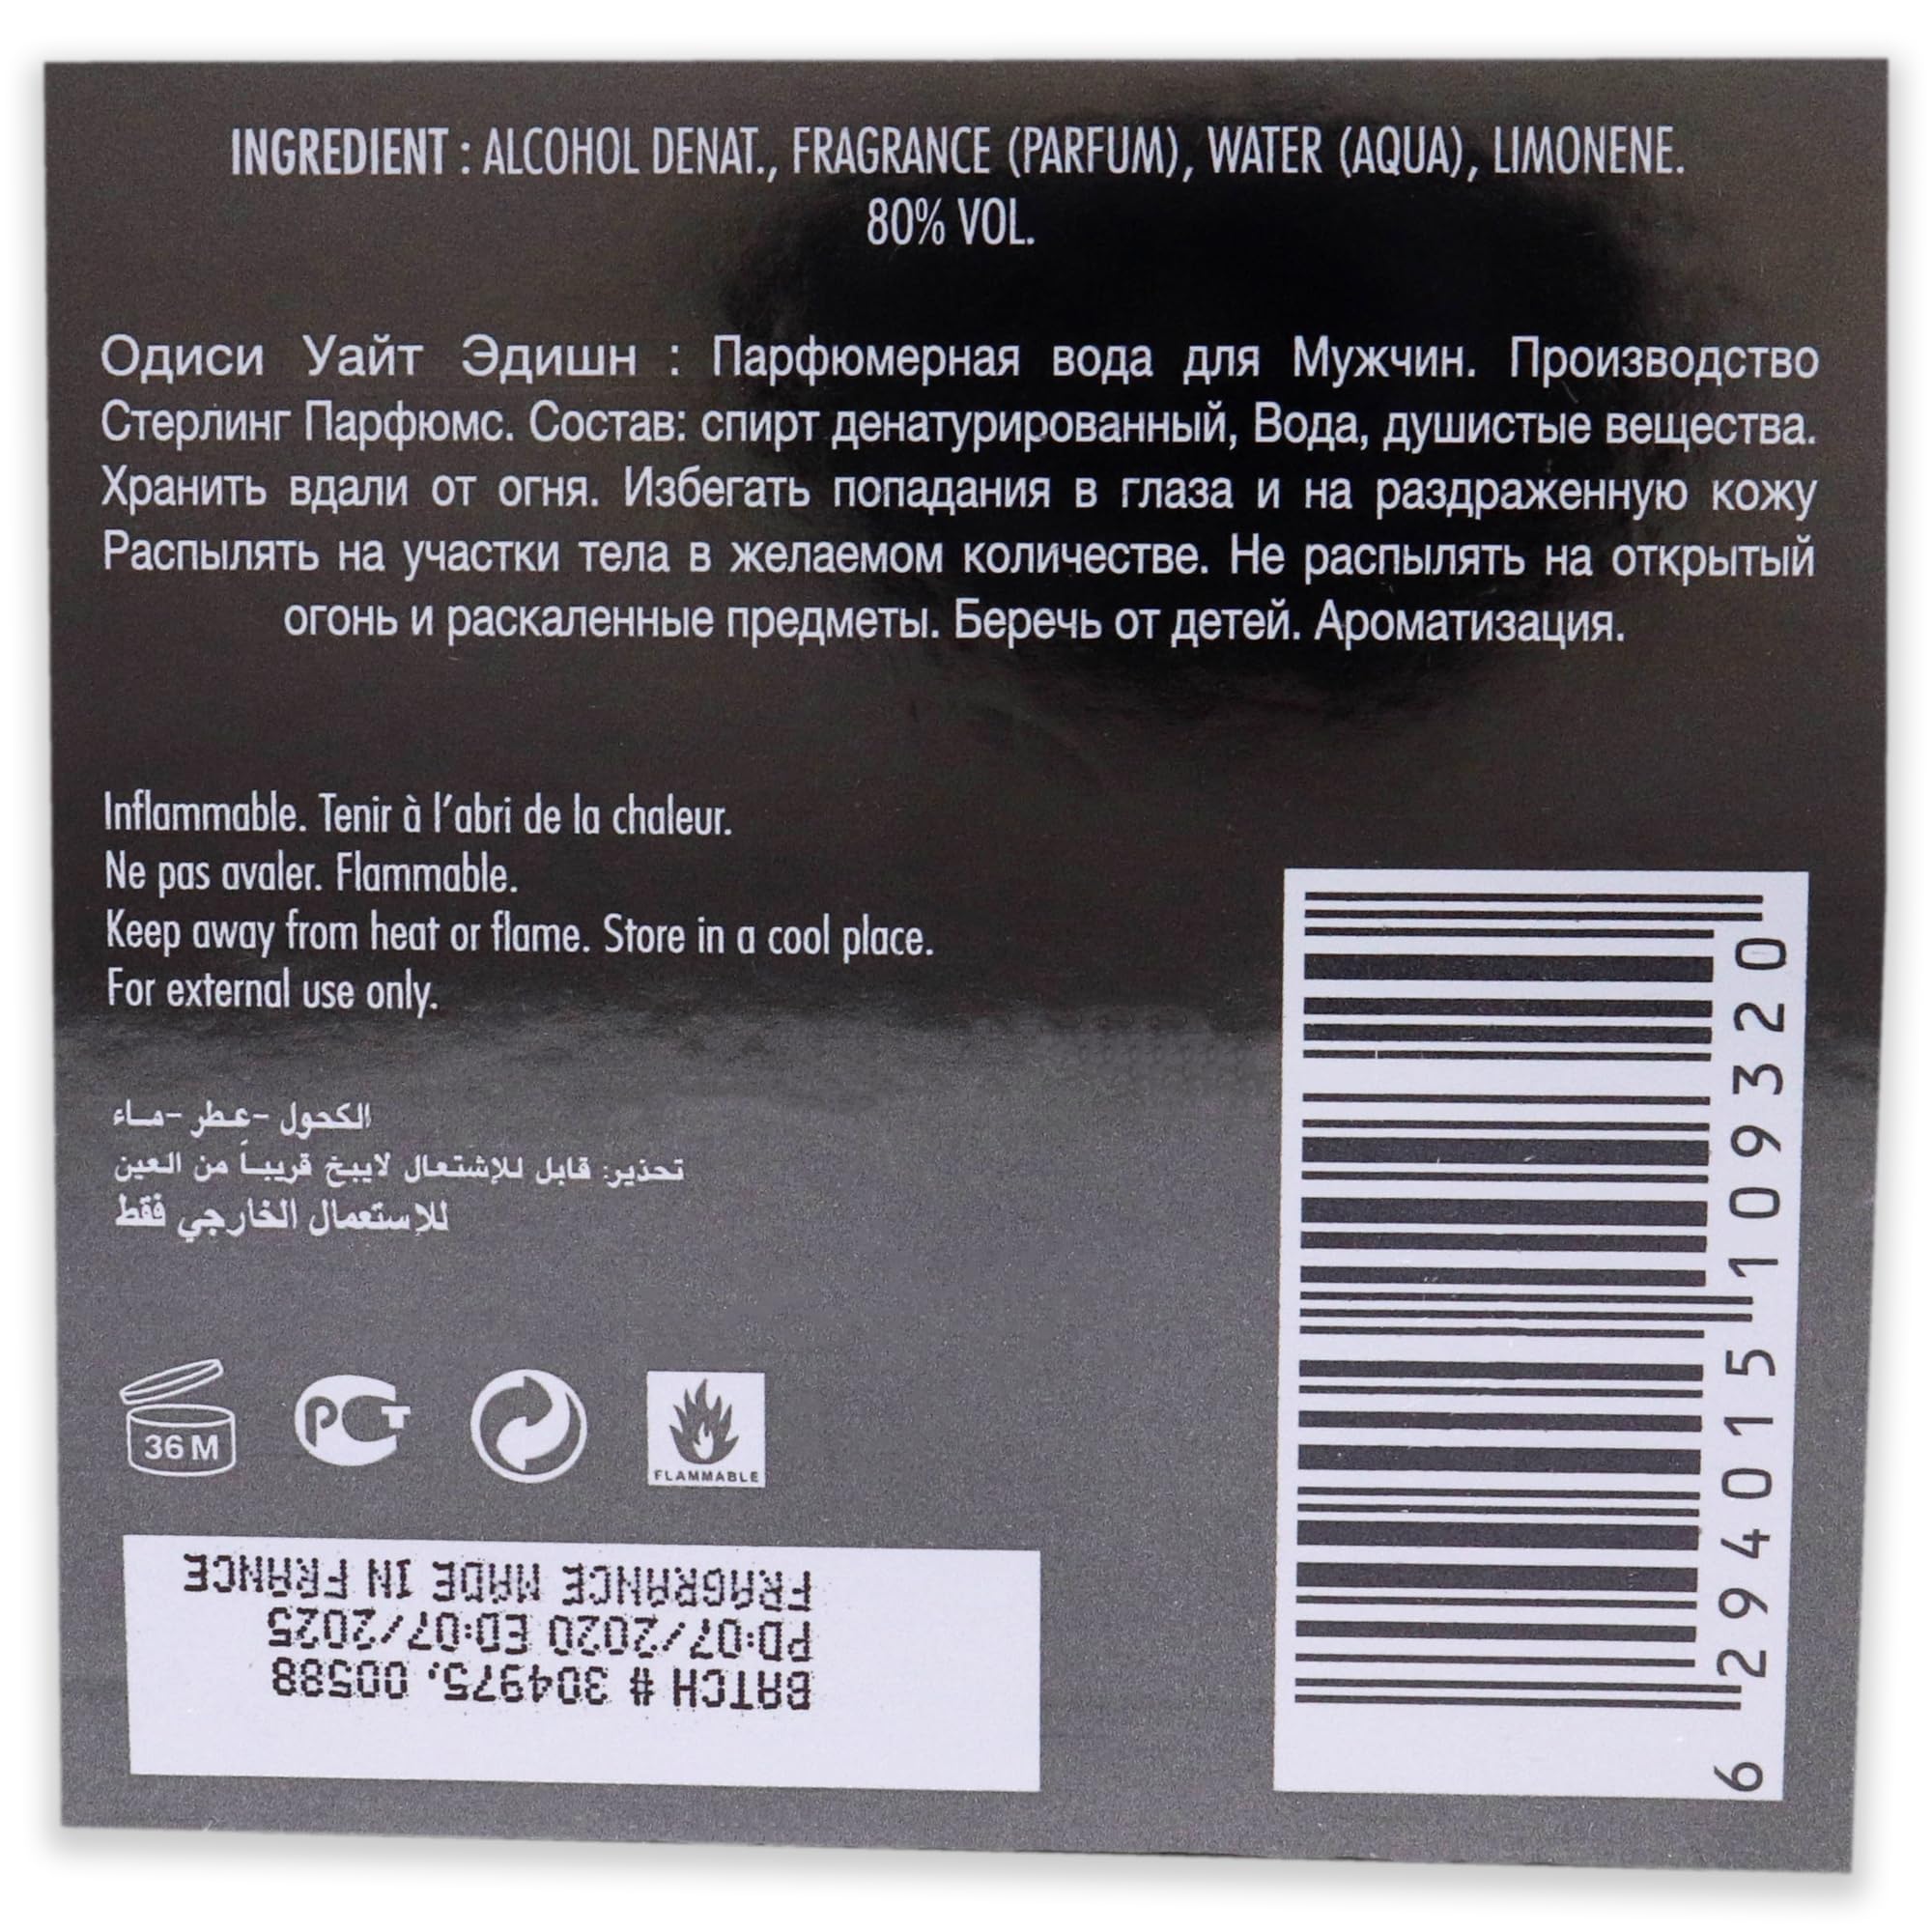 INGREDIENT : ALCOHOL DENAT., FRAGRANCE (PARFUM), WATER (AQUA), LIMONENE.
80% VOL.
Одиси Уайт Эдишн : Парфюмерная вода для Мужчин. Производство
Стерлинг Парфюмс. Состав: спирт денатурированный, Вода, душистые вещества.
Хранить вдали от огня. Избегать попадания в глаза и на раздраженную кожу
Распылять на участки тела в желаемом количестве. Не распылять на открытый
огонь и раскаленные предметы. Беречь от детей. Ароматизация.
Inflammable. Tenir à l'abri de la chaleur.
Ne pas avaler. Flammable.
Keep away from heat or flame. Store in a cool place.
For external use only.
الكحول -عطر -ماء
تحذير: قابل للإشتعال لايبخ قريباً من العين
للإستعمال الخارجي فقط
36 M
PCT
FLAMMABLE
BATCH # 304975, 00588
PD:07/2020 ED:07/2025
FRAGRANCE MADE IN FRANCE
6 294015 109320